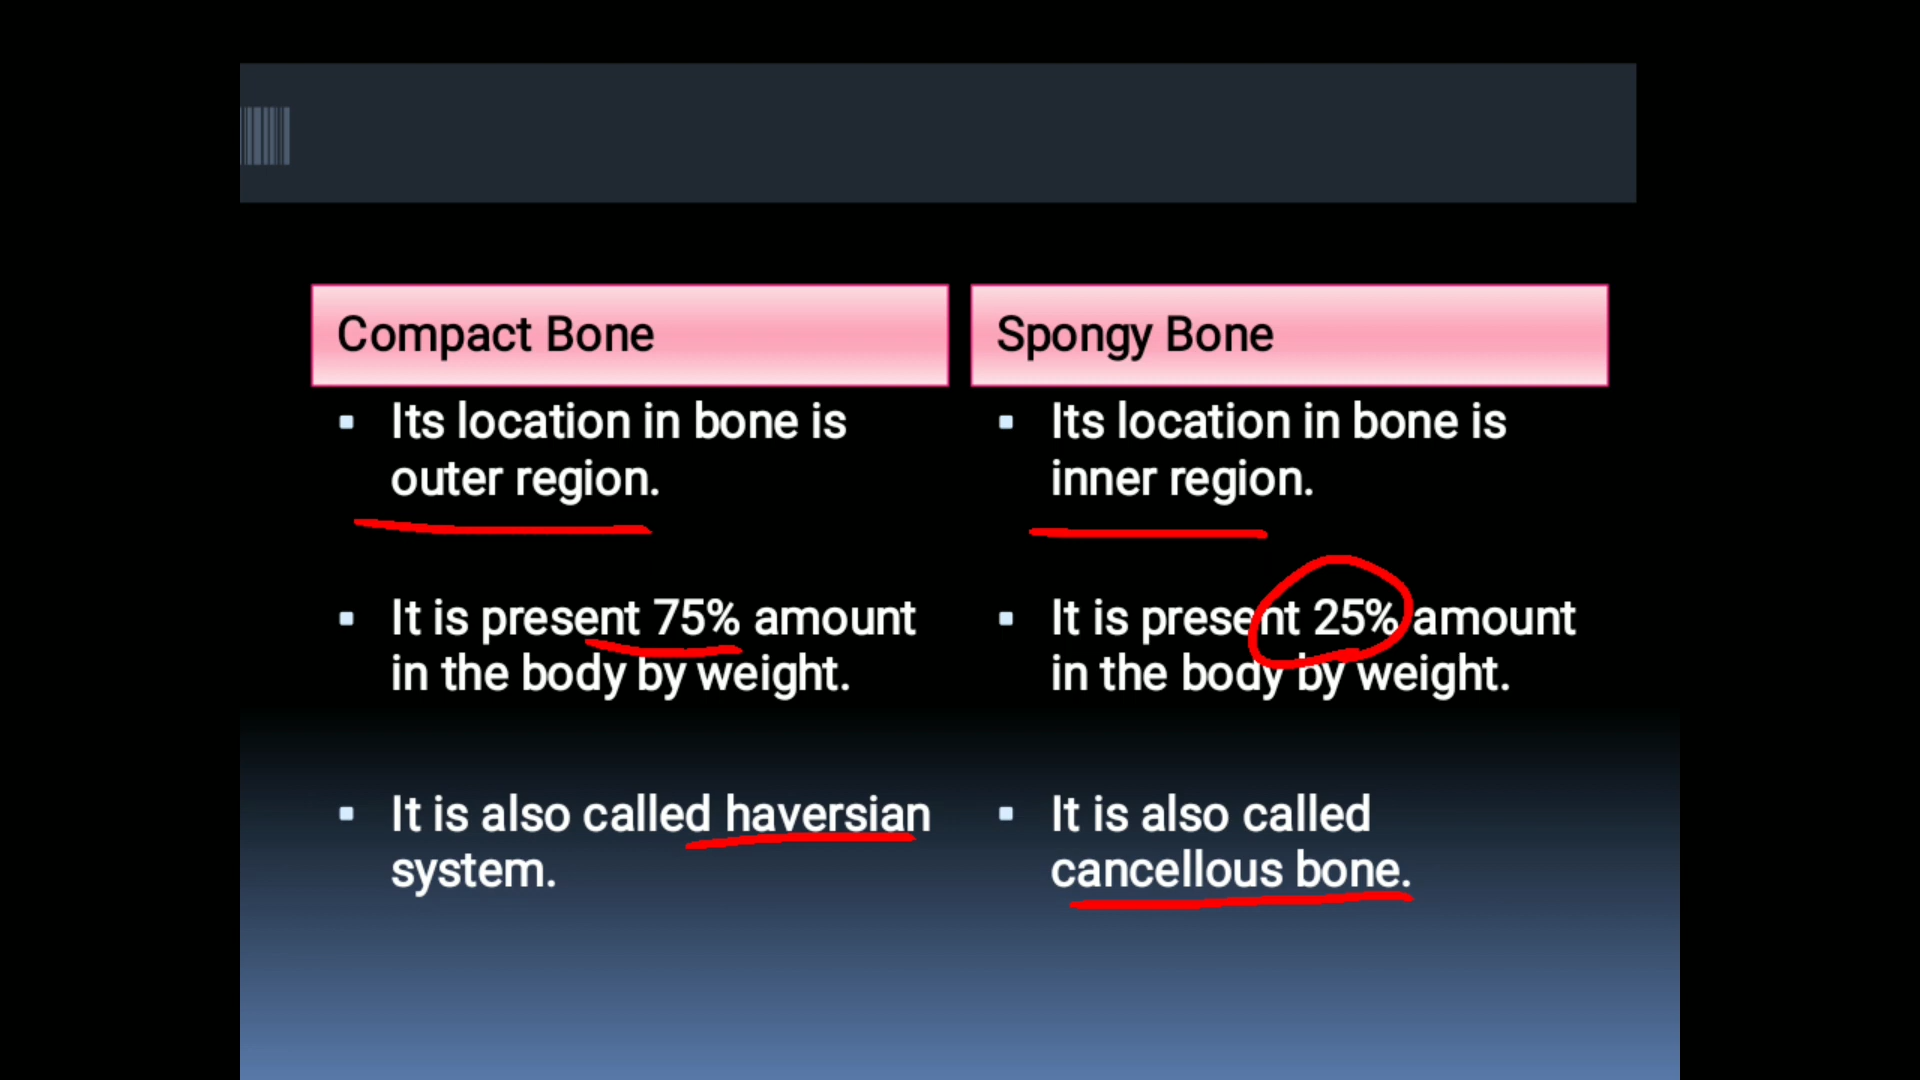 Compact Bone
▪ Its location in bone is
outer region.
▪ It is present 75% amount
in the body by weight.
▪ It is also called haversian
system.
Spongy Bone
▪ Its location in bone is
inner region.
▪ It is present 25% amount
in the body by weight.
▪ It is also called
cancellous bone.